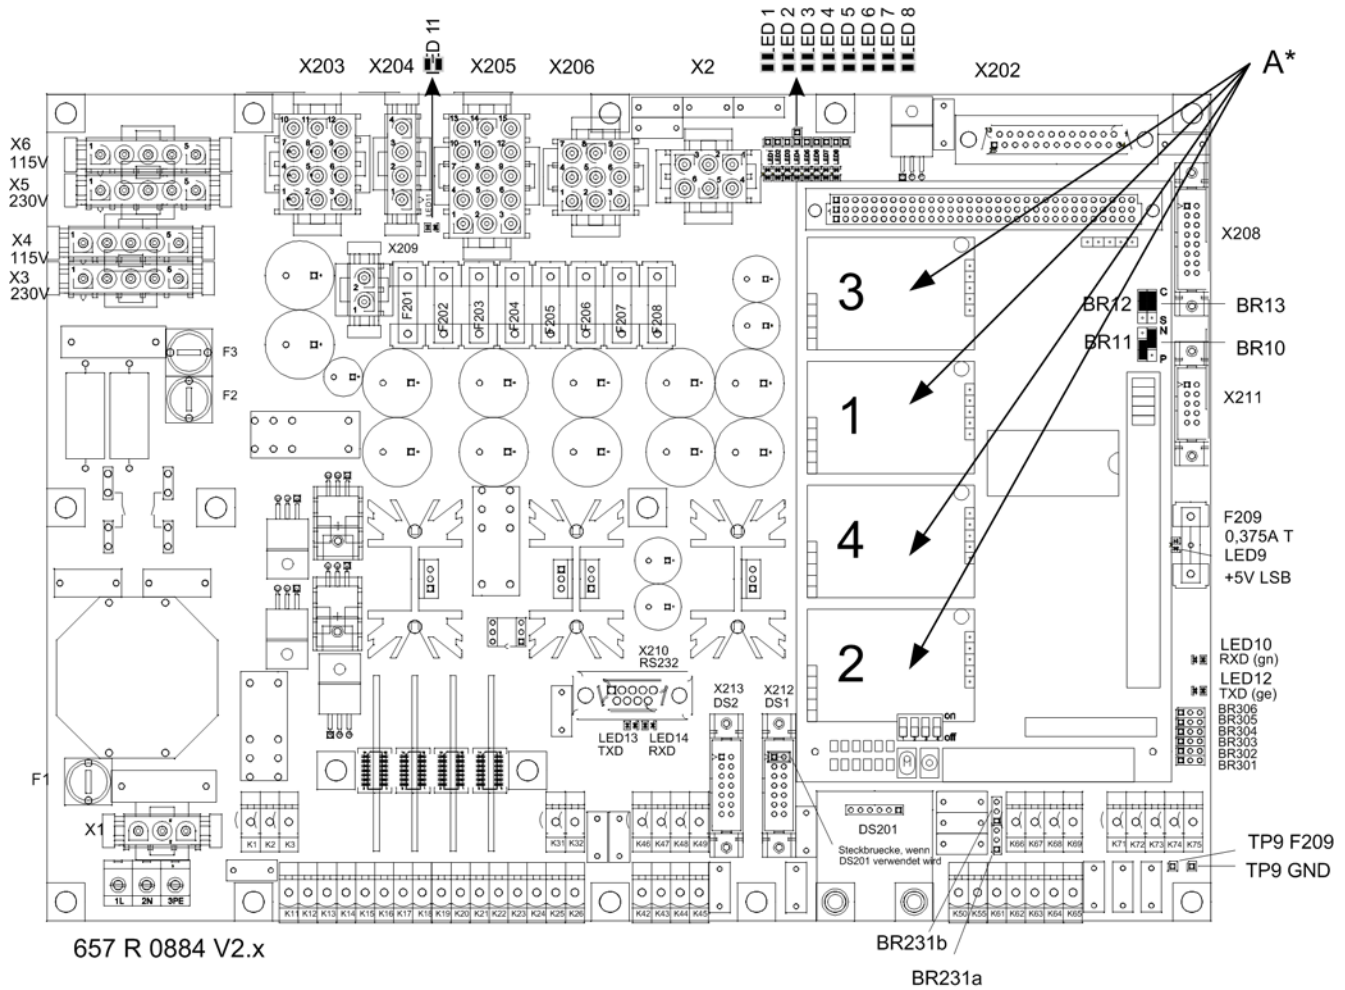 LED 1
LED 2
LED 3
LED 4
LED 5
LED 6
LED 7
LED 8
LED 11
X203
X204
X205
X206
X2
X202
A*
X6
115V
X5
230V
X4
115V
X3
230V
X209
X208
F201
F202
F203
F204
F205
F206
F207
F208
3
1
4
2
C
S
N
P
BR12
BR13
BR11
BR10
X211
F3
F2
F209
0,375A T
LED9
+5V LSB
LED10
RXD (gn)
LED12
TXD (ge)
BR306
BR305
BR304
BR303
BR302
BR301
X210
RS232
LED13
TXD
LED14
RXD
X213
DS2
X212
DS1
on
off
F1
X1
1L
2N
3PE
K1
K2
K3
K31
K32
K46
K47
K48
K49
DS201
Steckbruecke, wenn
DS201 verwendet wird
K66
K67
K68
K69
K71
K72
K73
K74
K75
K11
K12
K13
K14
K15
K16
K17
K18
K19
K20
K21
K22
K23
K24
K25
K26
K42
K43
K44
K45
K50
K55
K61
K62
K63
K64
K65
TP9 F209
TP9 GND
BR231b
BR231a
657 R 0884 V2.x